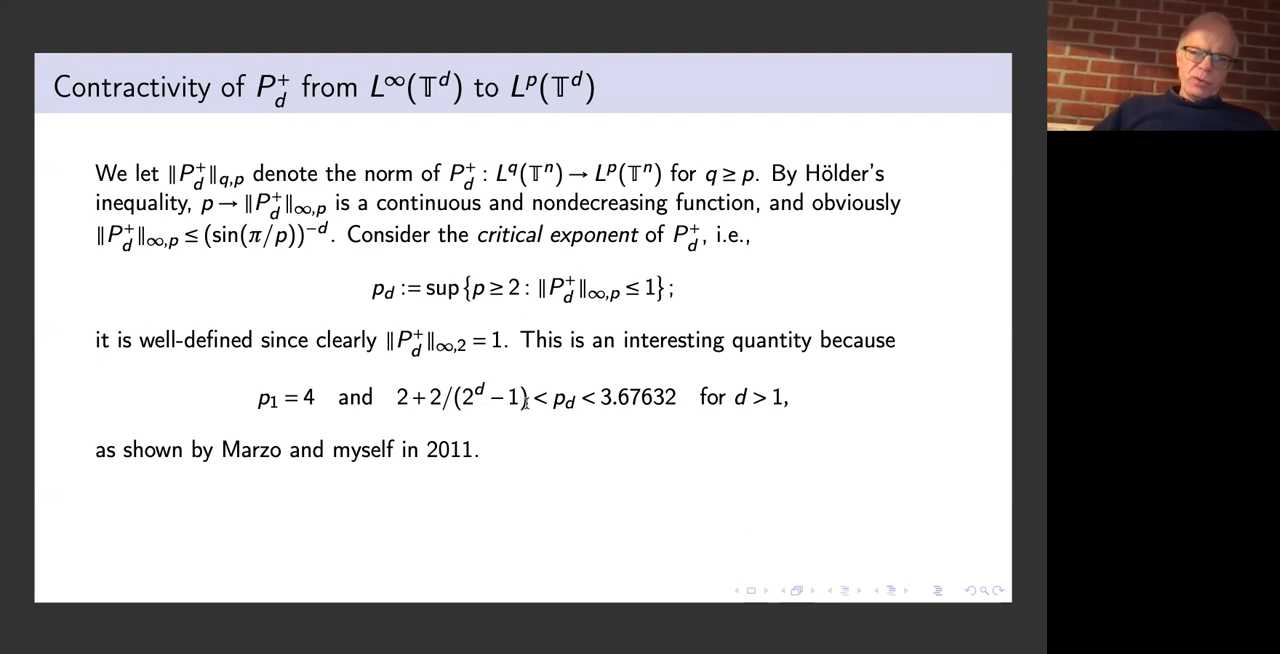 Contractivity of P_d^+ from L^∞(𝕋^d) to L^p(𝕋^d)
We let ‖P_d^+‖_{q,p} denote the norm of P_d^+ : L^q(𝕋^n) → L^p(𝕋^n) for q ≥ p. By Hölder's
inequality, p → ‖P_d^+‖_{∞,p} is a continuous and nondecreasing function, and obviously
‖P_d^+‖_{∞,p} ≤ (sin(π/p))^{−d}. Consider the critical exponent of P_d^+, i.e.,
p_d := sup{p ≥ 2 : ‖P_d^+‖_{∞,p} ≤ 1};
it is well-defined since clearly ‖P_d^+‖_{∞,2} = 1. This is an interesting quantity because
p_1 = 4 and 2 + 2/(2^d − 1) < p_d < 3.67632 for d > 1,
as shown by Marzo and myself in 2011.